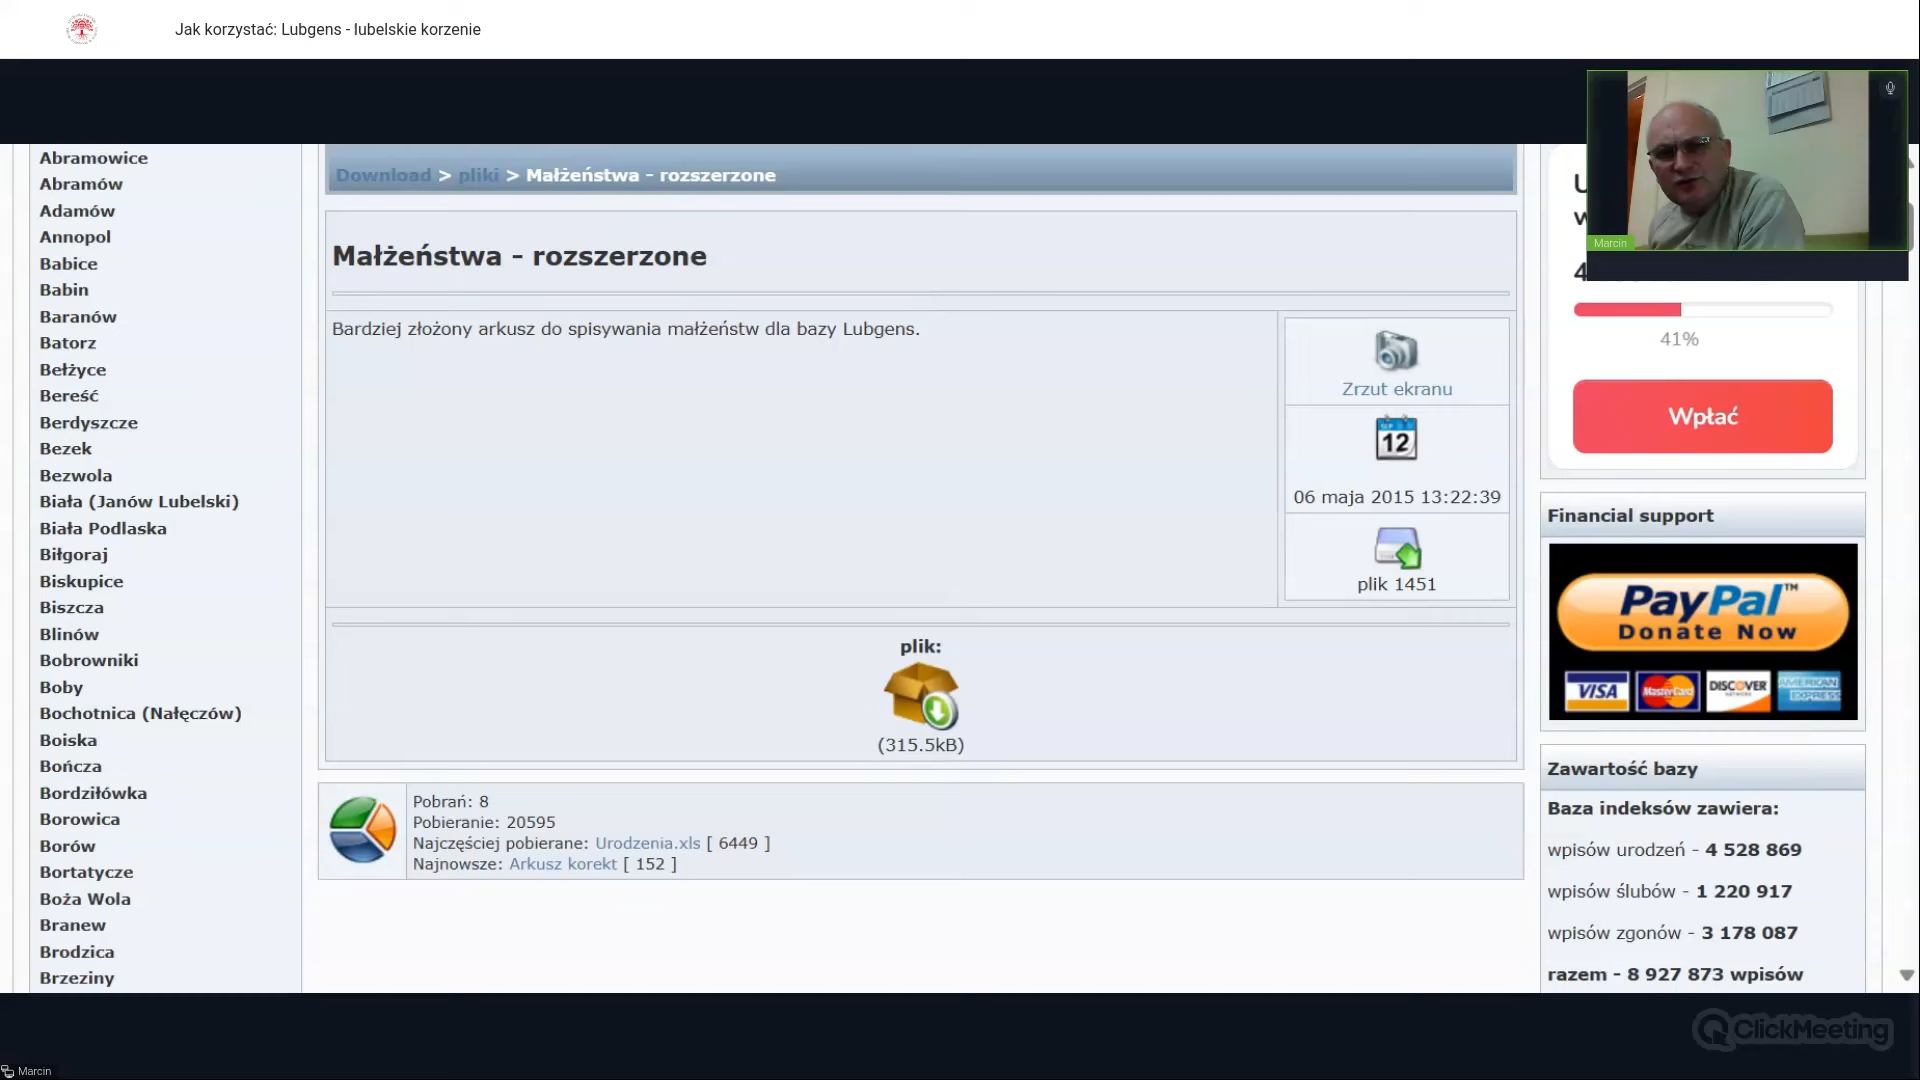 Jak korzystać: Lubgens - lubelskie korzenie
Marcin
Abramowice
Abramów
Adamów
Annopol
Babice
Babin
Baranów
Batorz
Bełżyce
Bereść
Berdyszcze
Bezek
Bezwola
Biała (Janów Lubelski)
Biała Podlaska
Biłgoraj
Biskupice
Biszcza
Blinów
Bobrowniki
Boby
Bochotnica (Nałęczów)
Boiska
Bończa
Bordziłówka
Borowica
Borów
Bortatycze
Boża Wola
Branew
Brodzica
Brzeziny
Download > pliki > Małżeństwa - rozszerzone
Małżeństwa - rozszerzone
Bardziej złożony arkusz do spisywania małżeństw dla bazy Lubgens.
Zrzut ekranu
12
06 maja 2015 13:22:39
plik 1451
plik:
(315.5kB)
Pobrań: 8
Pobieranie: 20595
Najczęściej pobierane: Urodzenia.xls [ 6449 ]
Najnowsze: Arkusz korekt [ 152 ]
41%
Wpłać
Financial support
PayPal™
Donate Now
VISA MasterCard DISCOVER AMERICAN EXPRESS
Zawartość bazy
Baza indeksów zawiera:
wpisów urodzeń - 4 528 869
wpisów ślubów - 1 220 917
wpisów zgonów - 3 178 087
razem - 8 927 873 wpisów
ClickMeeting
Marcin